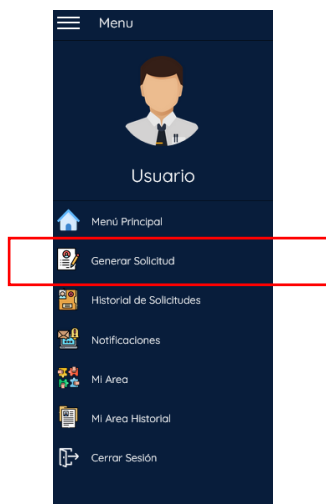 Menu
Usuario
Menú Principal
Generar Solicitud
Historial de Solicitudes
Notificaciones
Mi Area
Mi Area Historial
Cerrar Sesión